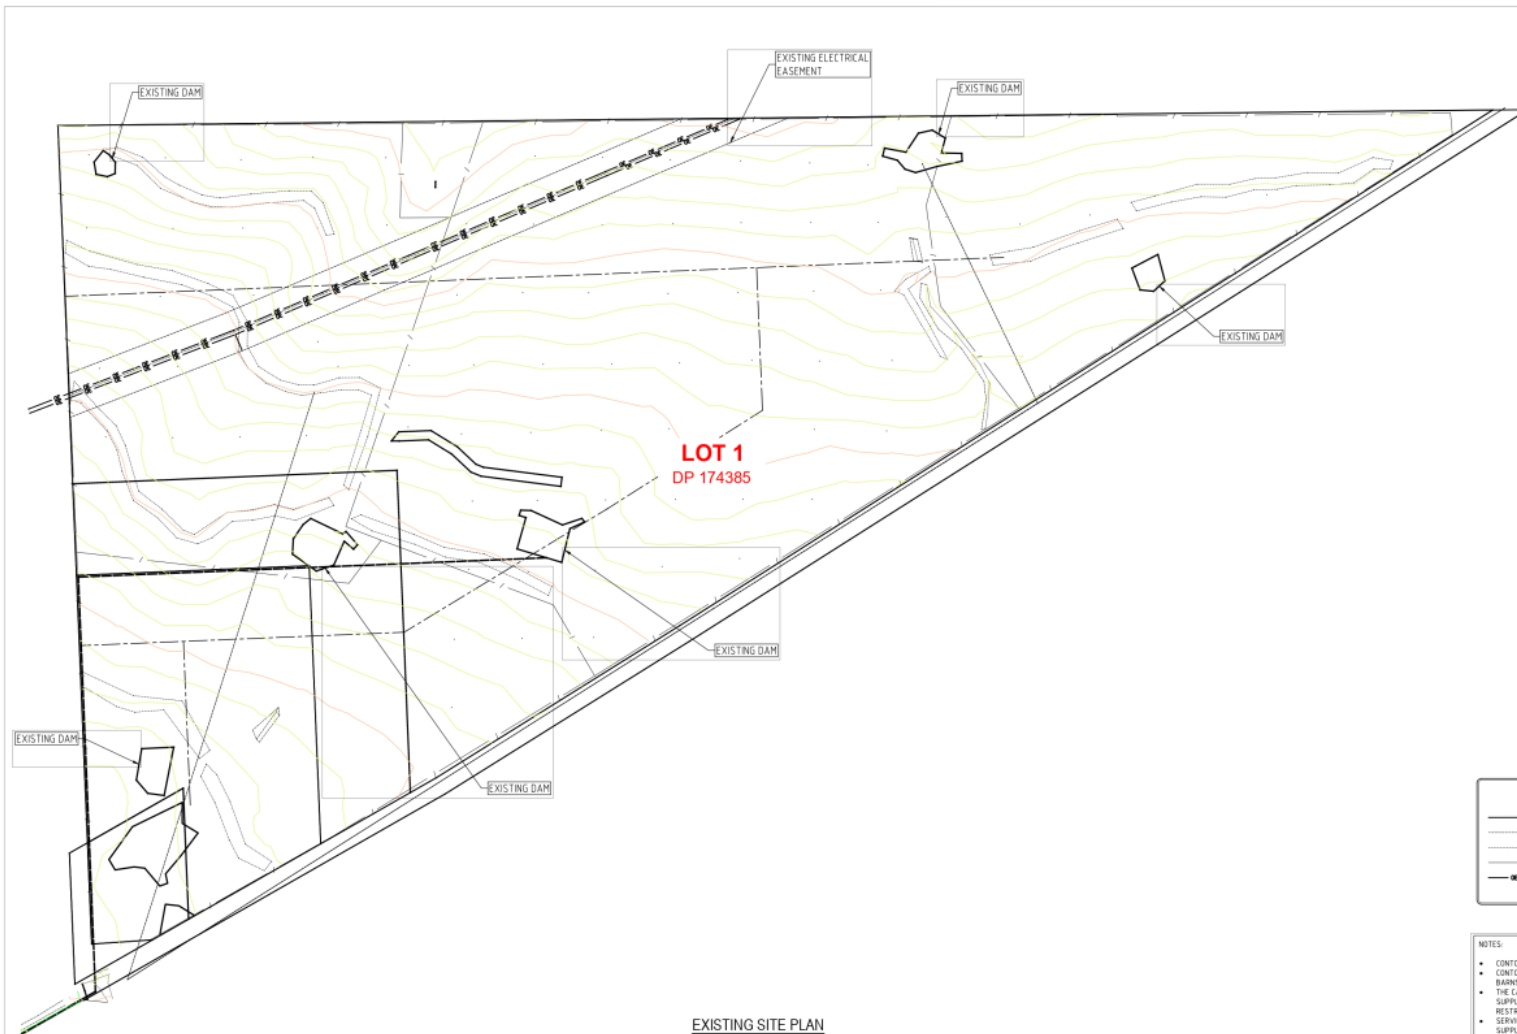 EXISTING ELECTRICAL
EASEMENT
EXISTING DAM
EXISTING DAM
EXISTING DAM
LOT 1
DP 174385
EXISTING DAM
EXISTING DAM
EXISTING DAM
NOTES:
EXISTING SITE PLAN